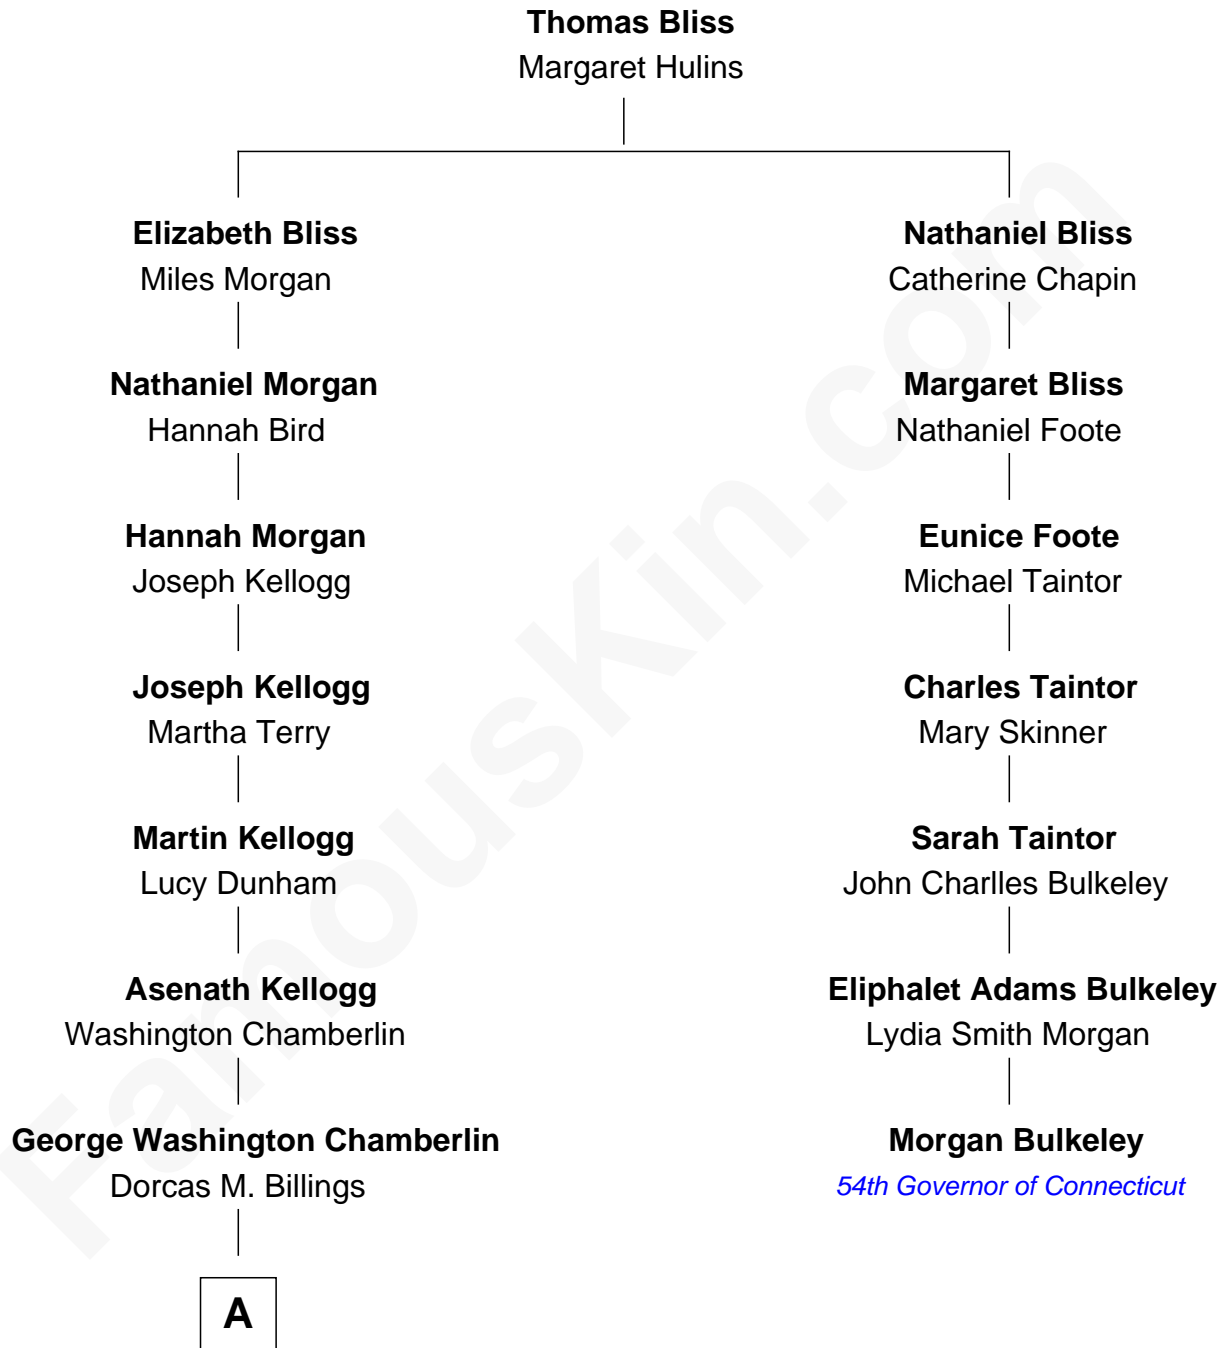 Thomas Bliss
Margaret Hulins
Elizabeth Bliss
Miles Morgan
Nathaniel Bliss
Catherine Chapin
Nathaniel Morgan
Hannah Bird
Margaret Bliss
Nathaniel Foote
Hannah Morgan
Joseph Kellogg
Eunice Foote
Michael Taintor
Joseph Kellogg
Martha Terry
Charles Taintor
Mary Skinner
Martin Kellogg
Lucy Dunham
Sarah Taintor
John Charlles Bulkeley
Asenath Kellogg
Washington Chamberlin
Eliphalet Adams Bulkeley
Lydia Smith Morgan
George Washington Chamberlin
Dorcas M. Billings
Morgan Bulkeley
54th Governor of Connecticut
A
FamousKin.com